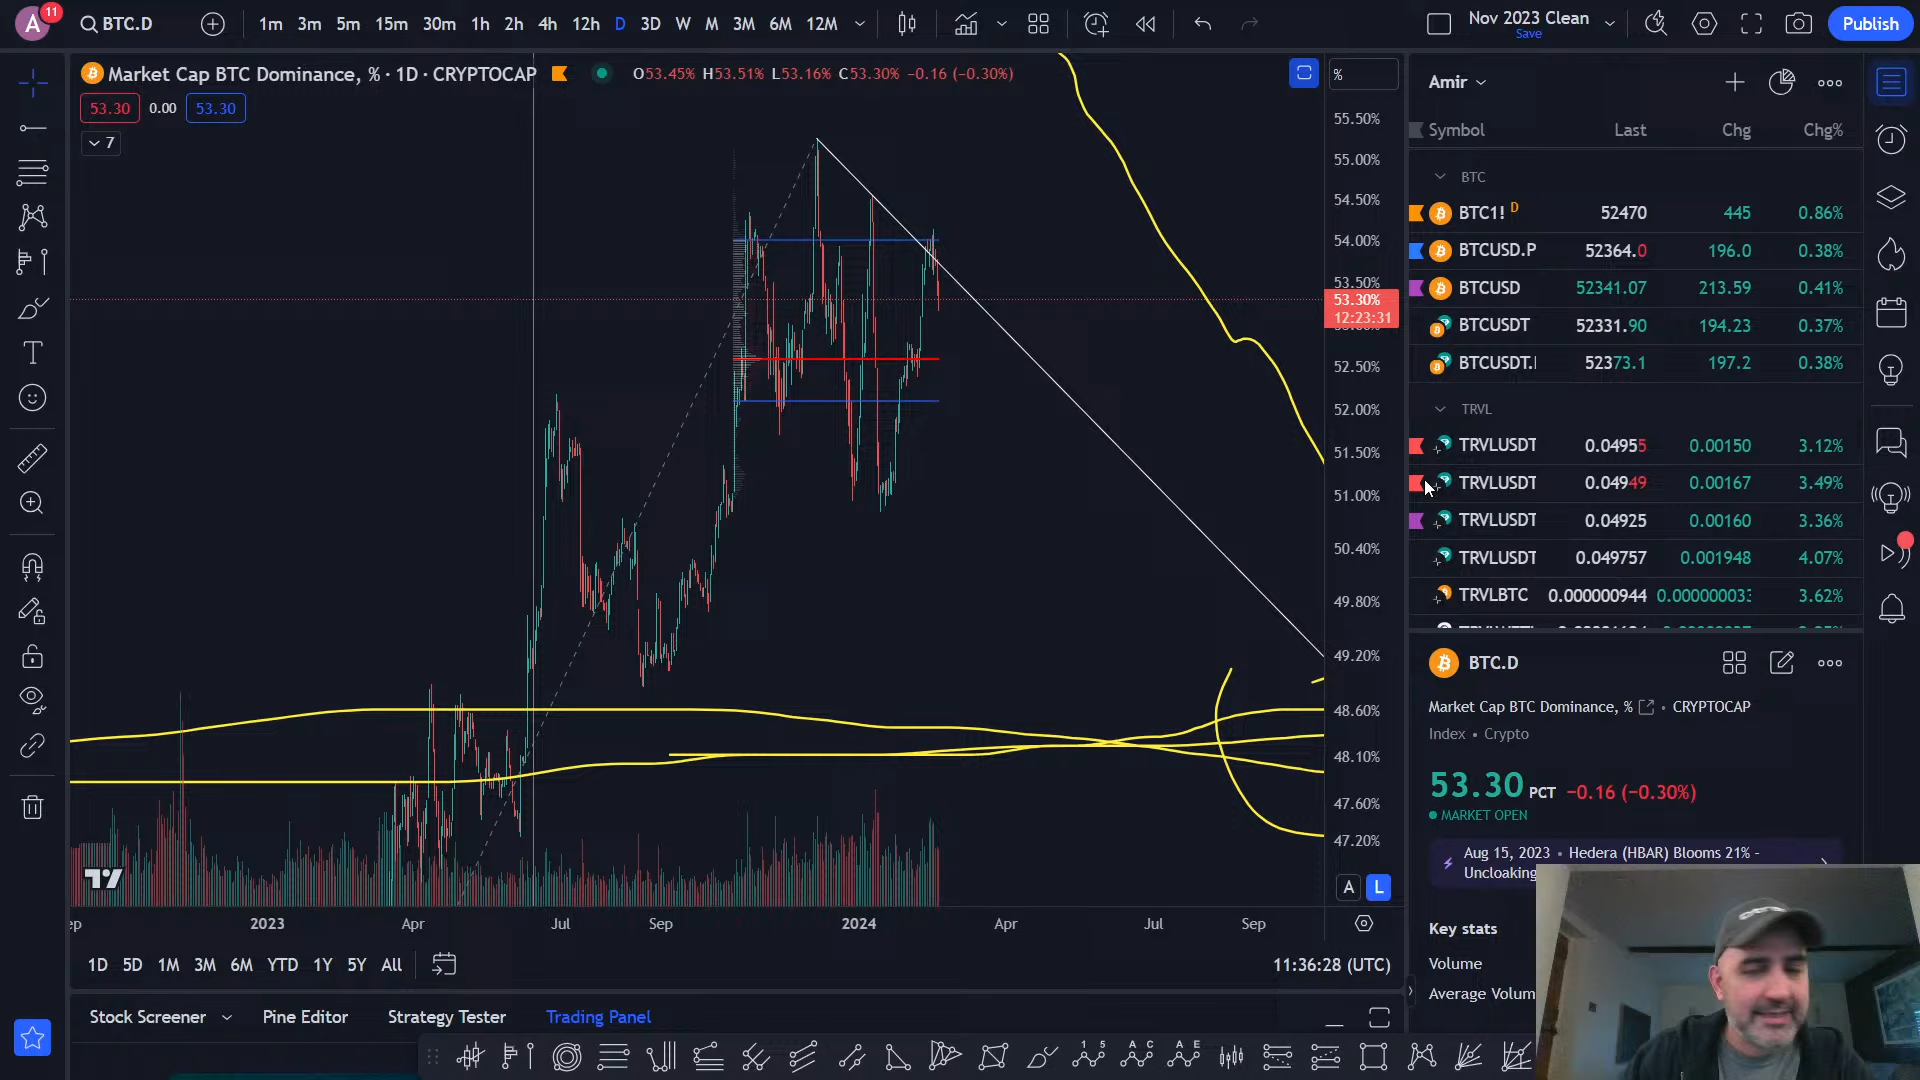 A
11
BTC.D
1m 3m 5m 15m 30m 1h 2h 4h 12h D 3D W M 3M 6M 12M
Nov 2023 Clean
Save
Publish
Market Cap BTC Dominance, % · 1D · CRYPTOCAP
O53.45% H53.51% L53.16% C53.30% −0.16 (−0.30%)
53.30 0.00 53.30
7
%
55.50%
55.00%
54.50%
54.00%
53.50%
53.30%
12:23:31
52.50%
52.00%
51.50%
51.00%
50.40%
49.80%
49.20%
48.60%
48.10%
47.60%
47.20%
A L
2023 Apr Jul Sep 2024 Apr Jul Sep
1D 5D 1M 3M 6M YTD 1Y 5Y All
11:36:28 (UTC)
Stock Screener Pine Editor Strategy Tester Trading Panel
Amir
Symbol Last Chg Chg%
BTC
BTC1! D 52470 445 0.86%
BTCUSD.P 52364.0 196.0 0.38%
BTCUSD 52341.07 213.59 0.41%
BTCUSDT 52331.90 194.23 0.37%
BTCUSDT. 52373.1 197.2 0.38%
TRVL
TRVLUSDT 0.04955 0.00150 3.12%
TRVLUSDT 0.04949 0.00167 3.49%
TRVLUSDT 0.04925 0.00160 3.36%
TRVLUSDT 0.049757 0.001948 4.07%
TRVLBTC 0.000000944 0.00000003 3.62%
BTC.D
Market Cap BTC Dominance, % • CRYPTOCAP
Index • Crypto
53.30 PCT −0.16 (−0.30%)
MARKET OPEN
Aug 15, 2023 • Hedera (HBAR) Blooms 21% -
Uncloaking
Key stats
Volume
Average Volum